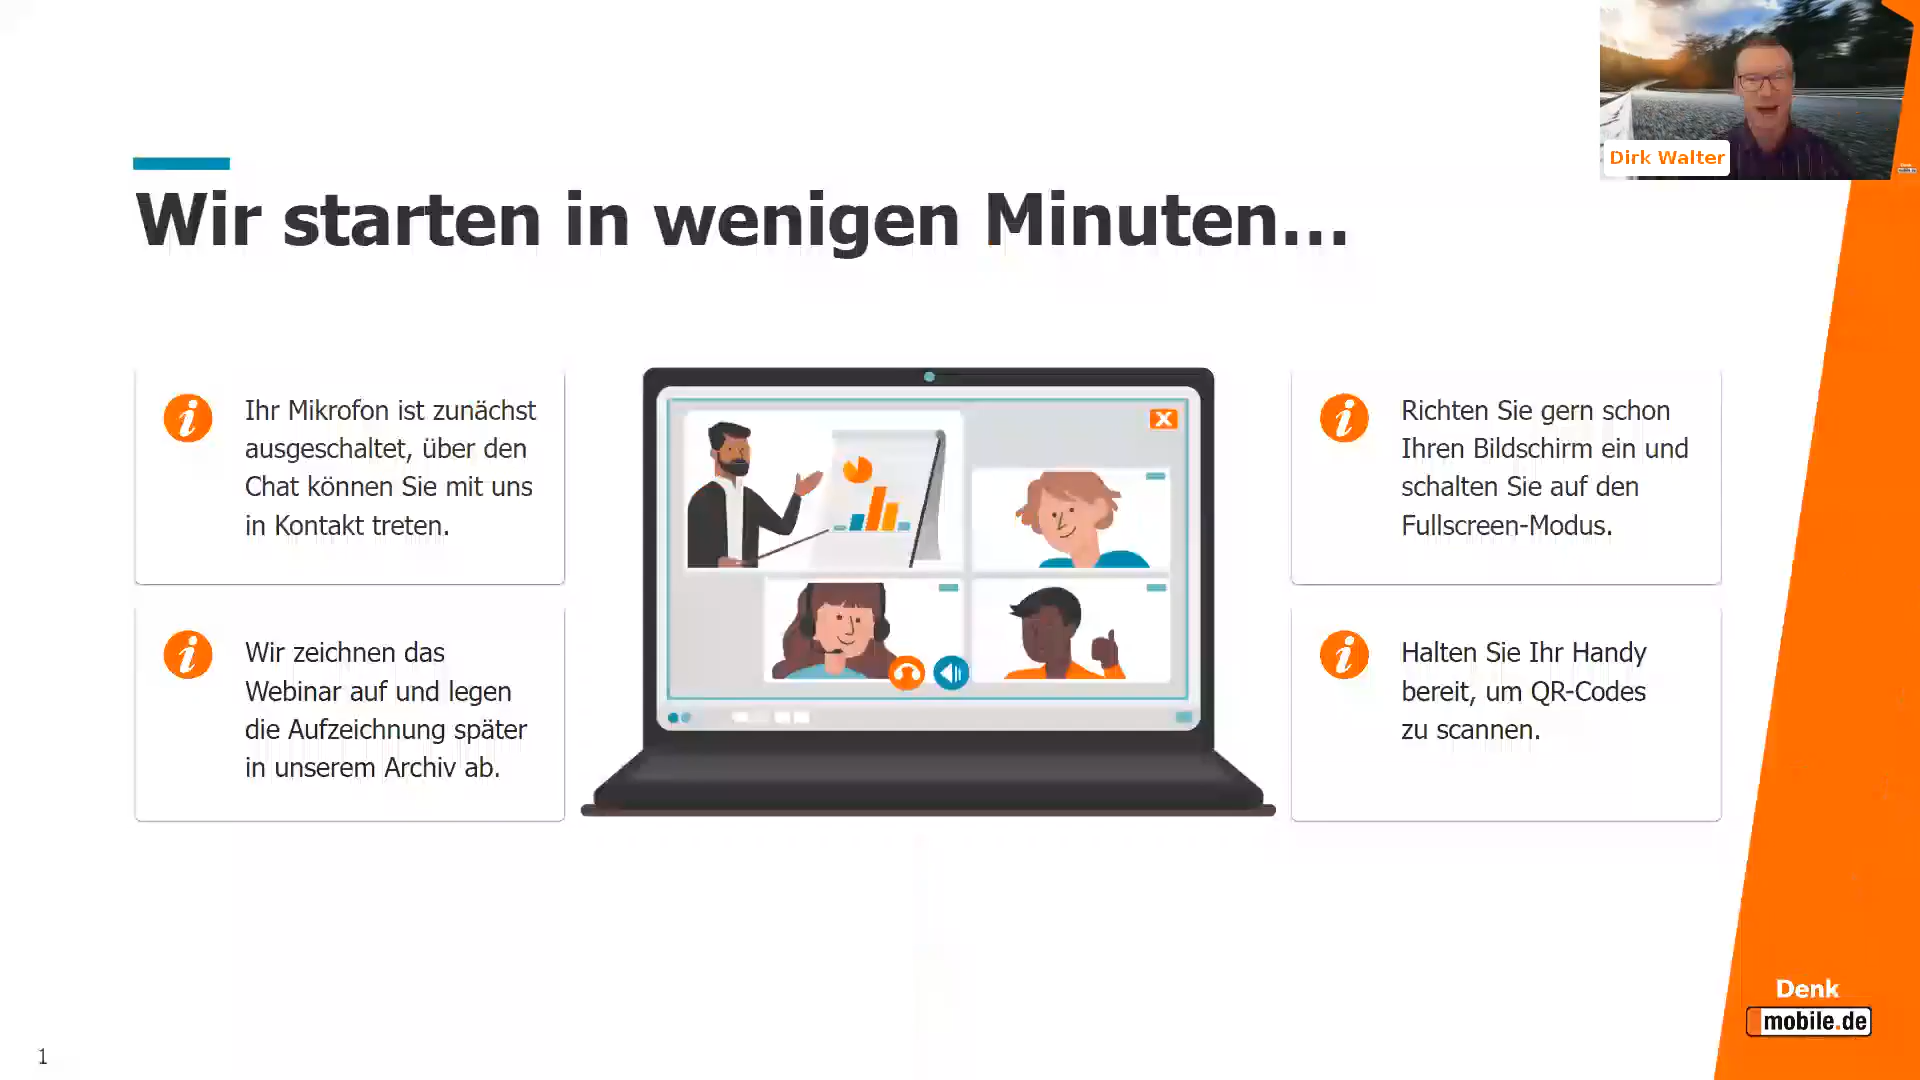 Dirk Walter
Wir starten in wenigen Minuten...
Ihr Mikrofon ist zunächst
ausgeschaltet, über den
Chat können Sie mit uns
in Kontakt treten.
Wir zeichnen das
Webinar auf und legen
die Aufzeichnung später
in unserem Archiv ab.
Richten Sie gern schon
Ihren Bildschirm ein und
schalten Sie auf den
Fullscreen-Modus.
Halten Sie Ihr Handy
bereit, um QR-Codes
zu scannen.
Denk
mobile.de
1